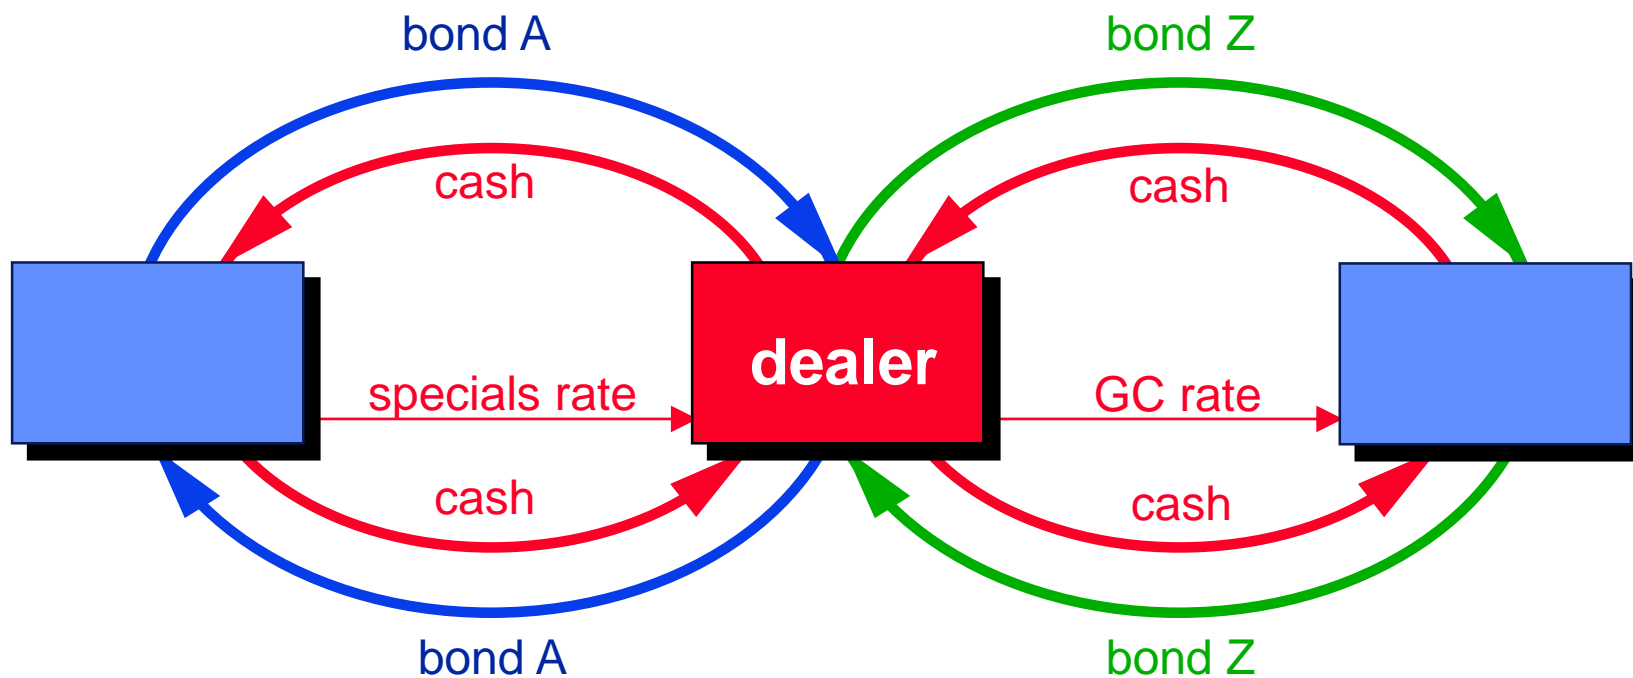 bond A
bond Z
cash
cash
dealer
specials rate
GC rate
cash
cash
bond A
bond Z